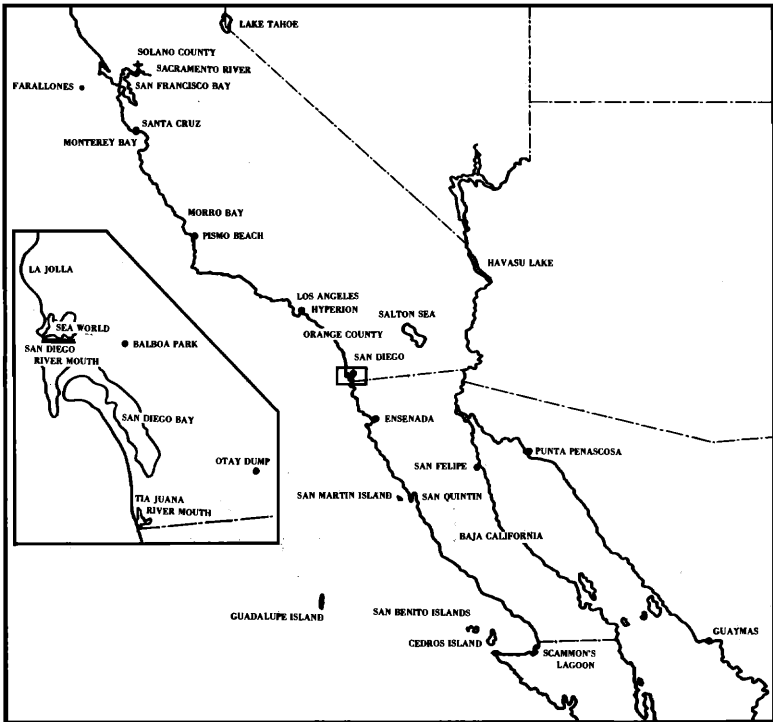 LAKE TAHOE
SOLANO COUNTY
SACRAMENTO RIVER
FARALLONES
SAN FRANCISCO BAY
SANTA CRUZ
MONTEREY BAY
MORRO BAY
PISMO BEACH
HAVASU LAKE
LA JOLLA
LOS ANGELES
HYPERION
SALTON SEA
SEA WORLD
ORANGE COUNTY
BALBOA PARK
SAN DIEGO
RIVER MOUTH
SAN DIEGO
SAN DIEGO BAY
ENSENADA
PUNTA PENASCOSA
OTAY DUMP
SAN FELIPE
TIA JUANA
RIVER MOUTH
SAN MARTIN ISLAND
SAN QUINTIN
BAJA CALIFORNIA
GUADALUPE ISLAND
SAN BENITO ISLANDS
CEDROS ISLAND
GUAYMAS
SCAMMON'S
LAGOON